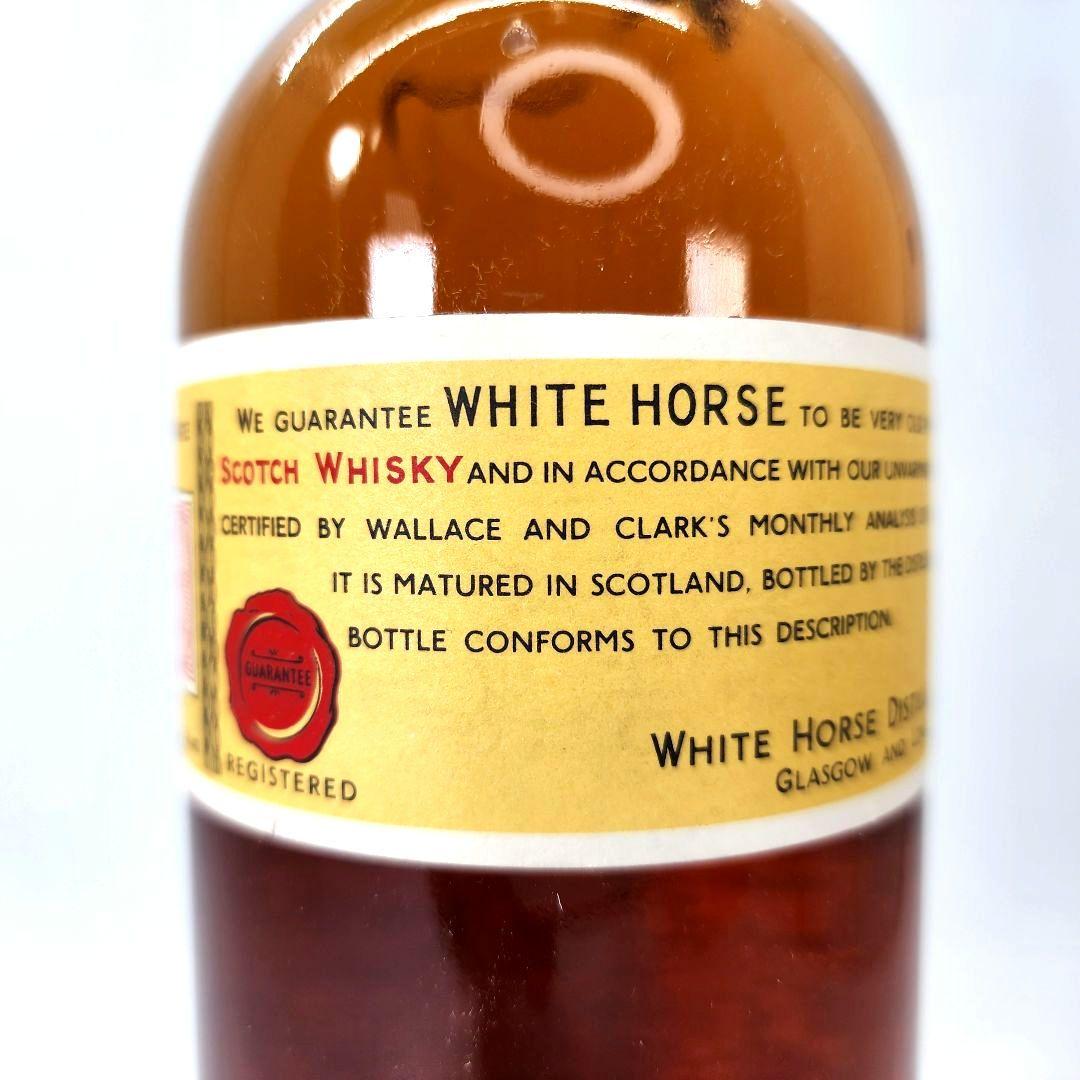 WE GUARANTEE WHITE HORSE TO BE VERY OLD
SCOTCH WHISKY AND IN ACCORDANCE WITH OUR
CERTIFIED BY WALLACE AND CLARK'S MONTHLY ANALYSIS
IT IS MATURED IN SCOTLAND, BOTTLED BY THE
BOTTLE CONFORMS TO THIS DESCRIPTION.
GUARANTEE
REGISTERED
WHITE HORSE
GLASGOW AND